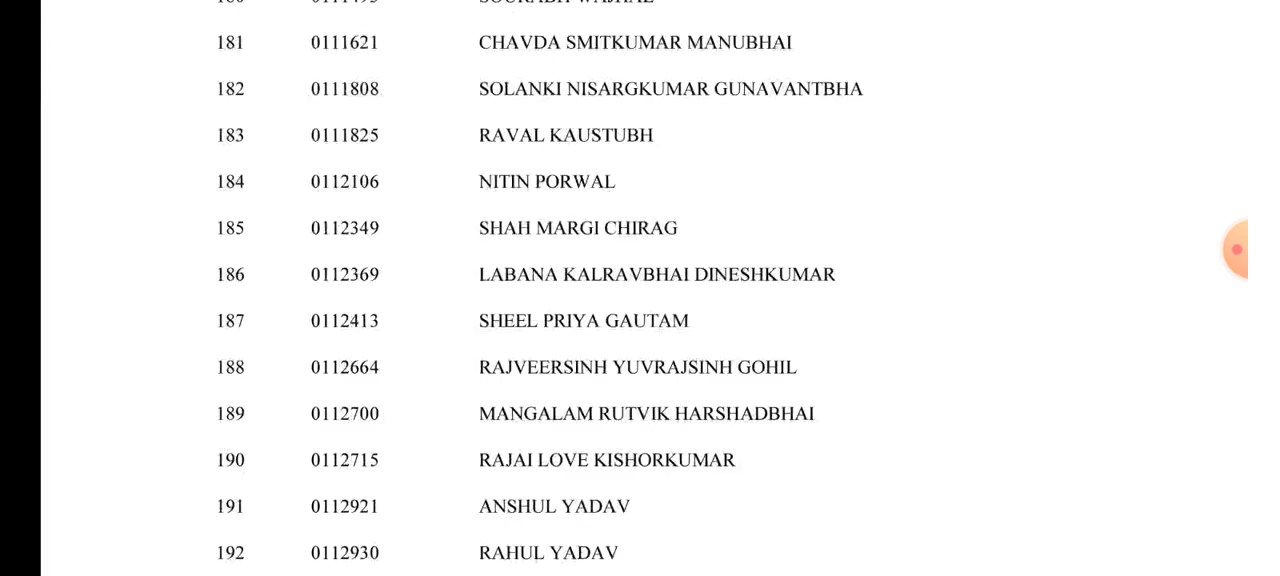 181 0111621 CHAVDA SMITKUMAR MANUBHAI
182 0111808 SOLANKI NISARGKUMAR GUNAVANTBHA
183 0111825 RAVAL KAUSTUBH
184 0112106 NITIN PORWAL
185 0112349 SHAH MARGI CHIRAG
186 0112369 LABANA KALRAVBHAI DINESHKUMAR
187 0112413 SHEEL PRIYA GAUTAM
188 0112664 RAJVEERSINH YUVRAJSINH GOHIL
189 0112700 MANGALAM RUTVIK HARSHADBHAI
190 0112715 RAJAI LOVE KISHORKUMAR
191 0112921 ANSHUL YADAV
192 0112930 RAHUL YADAV